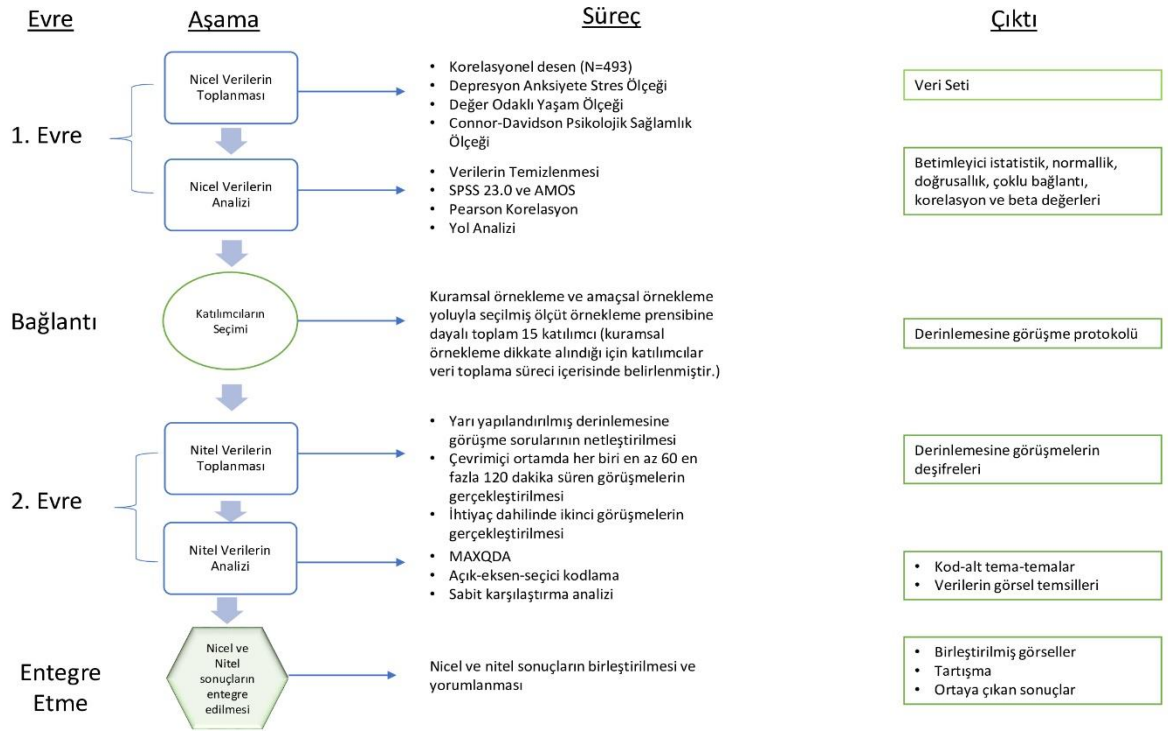 Evre
Aşama
Süreç
Çıktı
1. Evre
Nicel Verilerin
Toplanması
• Korelasyonel desen (N=493)
• Depresyon Anksiyete Stres Ölçeği
• Değer Odaklı Yaşam Ölçeği
• Connor-Davidson Psikolojik Sağlamlık
Ölçeği
Veri Seti
Nicel Verilerin
Analizi
• Verilerin Temizlenmesi
• SPSS 23.0 ve AMOS
• Pearson Korelasyon
• Yol Analizi
Betimleyici istatistik, normallik,
doğrusallık, çoklu bağlantı,
korelasyon ve beta değerleri
Bağlantı
Katılımcıların
Seçimi
Kuramsal örnekleme ve amaçsal örnekleme
yoluyla seçilmiş ölçüt örnekleme prensibine
dayalı toplam 15 katılımcı (kuramsal
örnekleme dikkate alındığı için katılımcılar
veri toplama süreci içerisinde belirlenmiştir.)
Derinlemesine görüşme protokolü
2. Evre
Nitel Verilerin
Toplanması
• Yarı yapılandırılmış derinlemesine
görüşme sorularının netleştirilmesi
• Çevrimiçi ortamda her biri en az 60 en
fazla 120 dakika süren görüşmelerin
gerçekleştirilmesi
• İhtiyaç dahilinde ikinci görüşmelerin
gerçekleştirilmesi
Derinlemesine görüşmelerin
deşifreleri
Nitel Verilerin
Analizi
• MAXQDA
• Açık-eksen-seçici kodlama
• Sabit karşılaştırma analizi
• Kod-alt tema-temalar
• Verilerin görsel temsilleri
Entegre
Etme
Nicel ve
Nitel
sonuçların
entegre
edilmesi
Nicel ve nitel sonuçların birleştirilmesi ve
yorumlanması
• Birleştirilmiş görseller
• Tartışma
• Ortaya çıkan sonuçlar